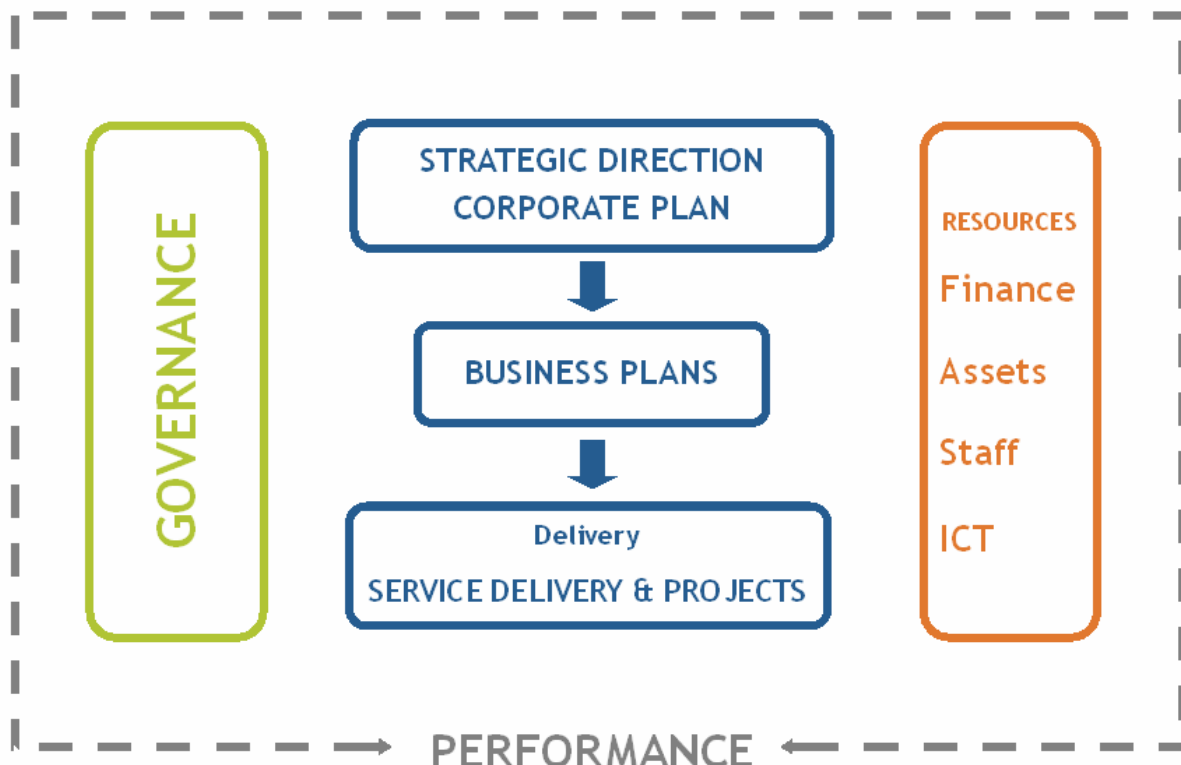 GOVERNANCE
STRATEGIC DIRECTION
CORPORATE PLAN
BUSINESS PLANS
Delivery
SERVICE DELIVERY & PROJECTS
RESOURCES
Finance
Assets
Staff
ICT
PERFORMANCE